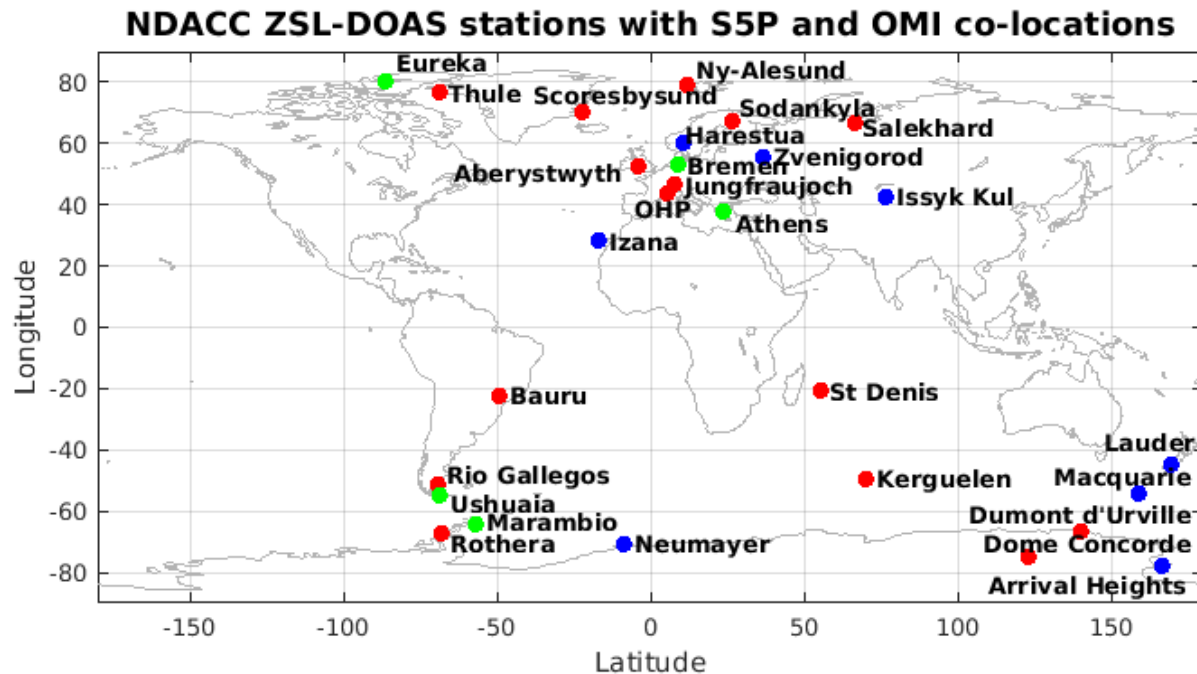 NDACC ZSL-DOAS stations with S5P and OMI co-locations
Eureka
Ny-Alesund
Thule
Scoresbysund
Sodankyla
Salekhard
Harestua
Zvenigorod
Bremen
Aberystwyth
Jungfraujoch
Issyk Kul
OHP
Athens
Izana
Bauru
St Denis
Lauder
Rio Gallegos
Kerguelen
Macquarie
Ushuaia
Marambio
Dumont d'Urville
Rothera
Neumayer
Dome Concorde
Arrival Heights
80
60
40
20
0
-20
-40
-60
-80
Longitude
-150
-100
-50
0
50
100
150
Latitude